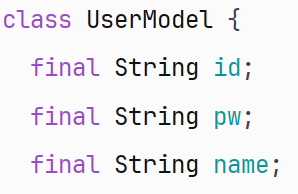 class UserModel {
  final String id;
  final String pw;
  final String name;